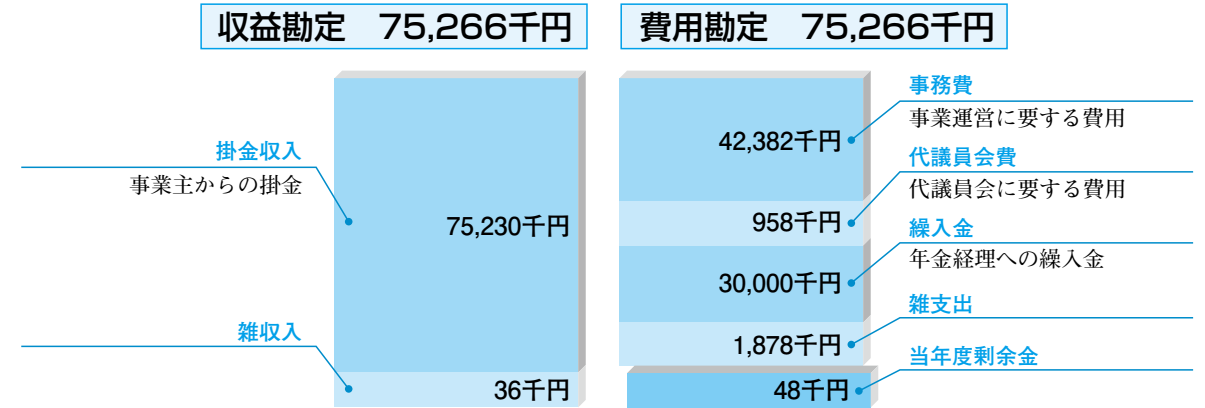 収益勘定 75,266千円
掛金収入
事業主からの掛金
75,230千円
雑収入
36千円
費用勘定 75,266千円
42,382千円
事務費
事業運営に要する費用
958千円
代議員会費
代議員会に要する費用
30,000千円
繰入金
年金経理への繰入金
1,878千円
雑支出
48千円
当年度剰余金